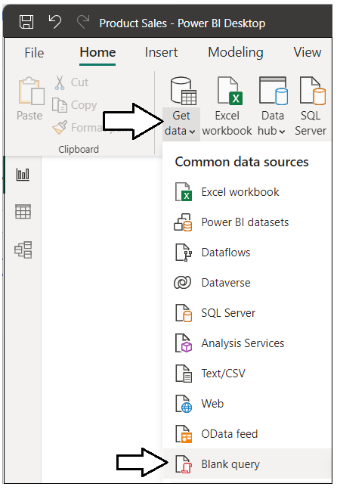 Product Sales - Power BI Desktop
File Home Insert Modeling View
Cut
Copy
Paste
Forma
Clipboard
Get data
Excel workbook
Data hub
SQL Server
Common data sources
Excel workbook
Power BI datasets
Dataflows
Dataverse
SQL Server
Analysis Services
Text/CSV
Web
OData feed
Blank query